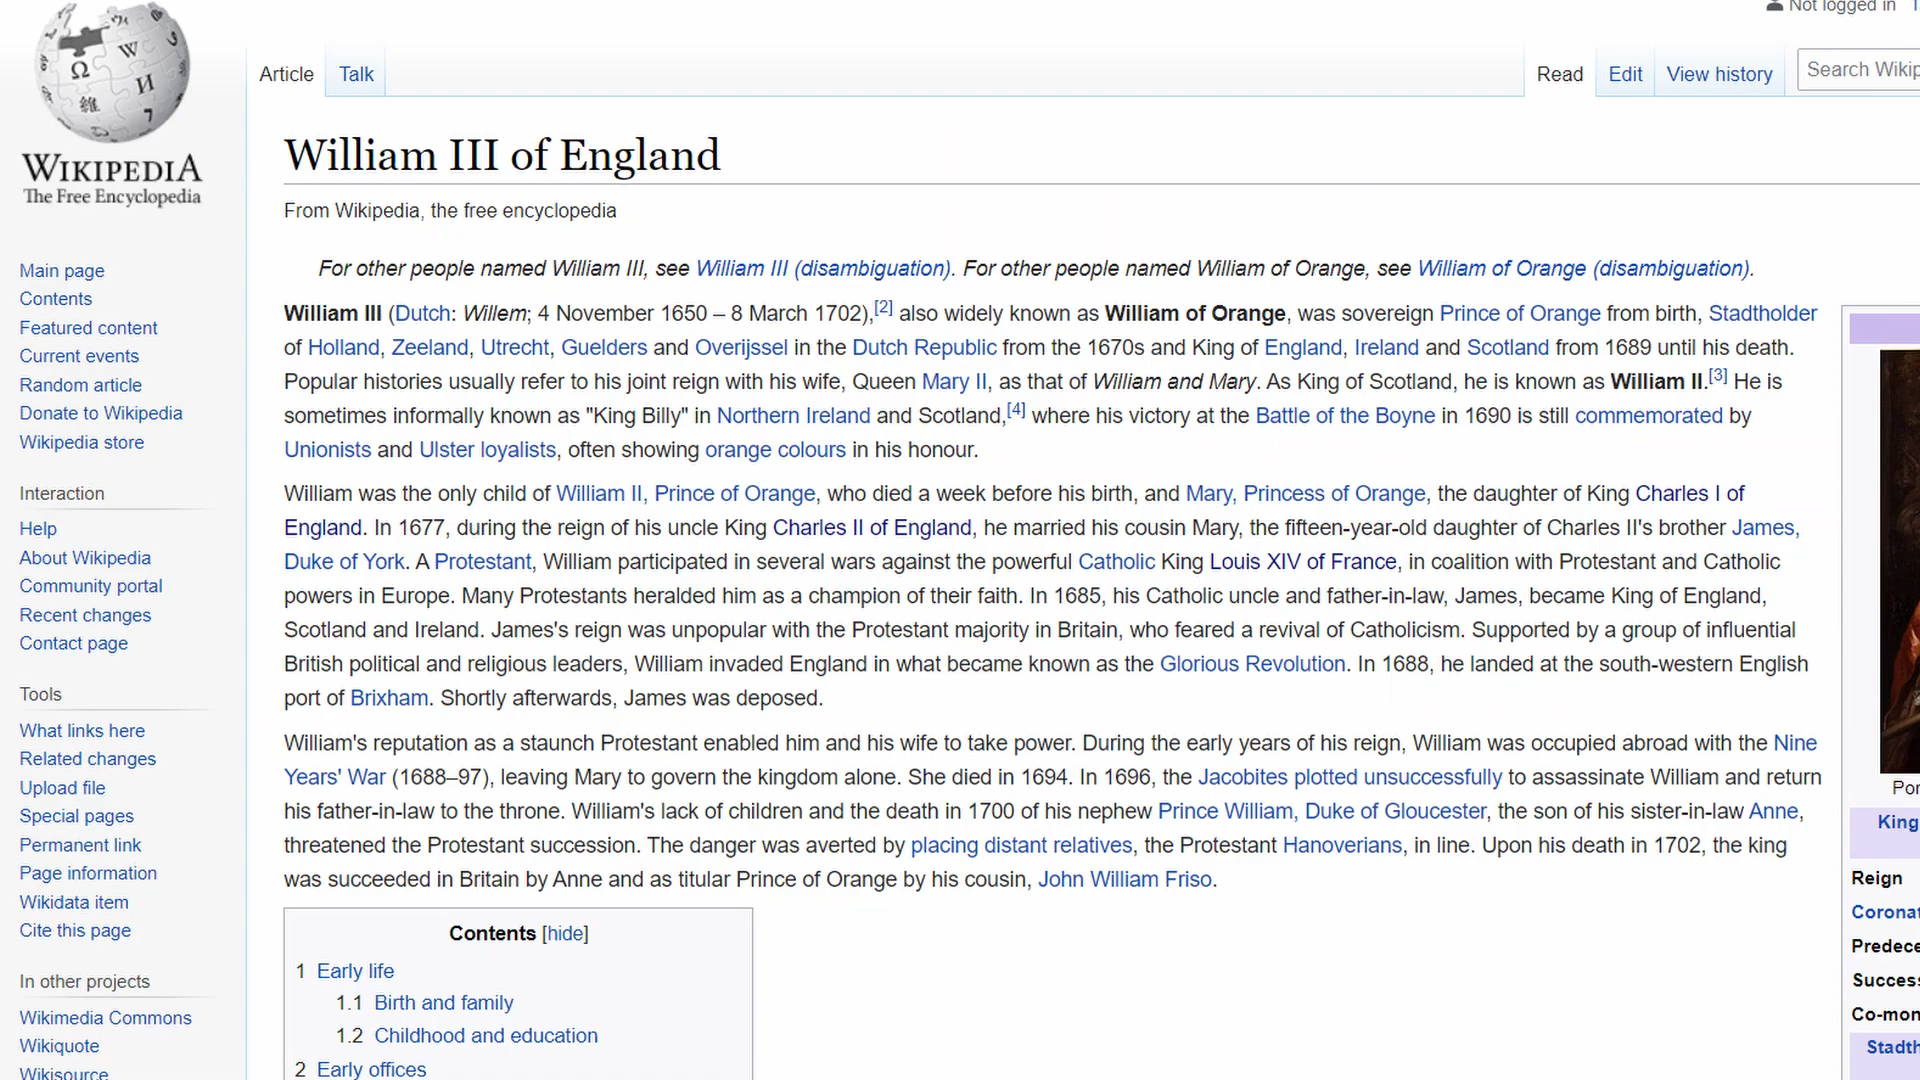 Not logged in
Article Talk Read Edit View history Search Wikip
WIKIPEDIA
The Free Encyclopedia
William III of England
From Wikipedia, the free encyclopedia
For other people named William III, see William III (disambiguation). For other people named William of Orange, see William of Orange (disambiguation).
William III (Dutch: Willem; 4 November 1650 – 8 March 1702),[2] also widely known as William of Orange, was sovereign Prince of Orange from birth, Stadtholder
of Holland, Zeeland, Utrecht, Guelders and Overijssel in the Dutch Republic from the 1670s and King of England, Ireland and Scotland from 1689 until his death.
Popular histories usually refer to his joint reign with his wife, Queen Mary II, as that of William and Mary. As King of Scotland, he is known as William II.[3] He is
sometimes informally known as "King Billy" in Northern Ireland and Scotland,[4] where his victory at the Battle of the Boyne in 1690 is still commemorated by
Unionists and Ulster loyalists, often showing orange colours in his honour.
William was the only child of William II, Prince of Orange, who died a week before his birth, and Mary, Princess of Orange, the daughter of King Charles I of
England. In 1677, during the reign of his uncle King Charles II of England, he married his cousin Mary, the fifteen-year-old daughter of Charles II's brother James,
Duke of York. A Protestant, William participated in several wars against the powerful Catholic King Louis XIV of France, in coalition with Protestant and Catholic
powers in Europe. Many Protestants heralded him as a champion of their faith. In 1685, his Catholic uncle and father-in-law, James, became King of England,
Scotland and Ireland. James's reign was unpopular with the Protestant majority in Britain, who feared a revival of Catholicism. Supported by a group of influential
British political and religious leaders, William invaded England in what became known as the Glorious Revolution. In 1688, he landed at the south-western English
port of Brixham. Shortly afterwards, James was deposed.
William's reputation as a staunch Protestant enabled him and his wife to take power. During the early years of his reign, William was occupied abroad with the Nine
Years' War (1688–97), leaving Mary to govern the kingdom alone. She died in 1694. In 1696, the Jacobites plotted unsuccessfully to assassinate William and return
his father-in-law to the throne. William's lack of children and the death in 1700 of his nephew Prince William, Duke of Gloucester, the son of his sister-in-law Anne,
threatened the Protestant succession. The danger was averted by placing distant relatives, the Protestant Hanoverians, in line. Upon his death in 1702, the king
was succeeded in Britain by Anne and as titular Prince of Orange by his cousin, John William Friso.
Contents [hide]
1 Early life
1.1 Birth and family
1.2 Childhood and education
2 Early offices
Main page
Contents
Featured content
Current events
Random article
Donate to Wikipedia
Wikipedia store
Interaction
Help
About Wikipedia
Community portal
Recent changes
Contact page
Tools
What links here
Related changes
Upload file
Special pages
Permanent link
Page information
Wikidata item
Cite this page
In other projects
Wikimedia Commons
Wikiquote
Wikisource
Por
King
Reign
Corona
Predece
Succes
Co-mon
Stadth